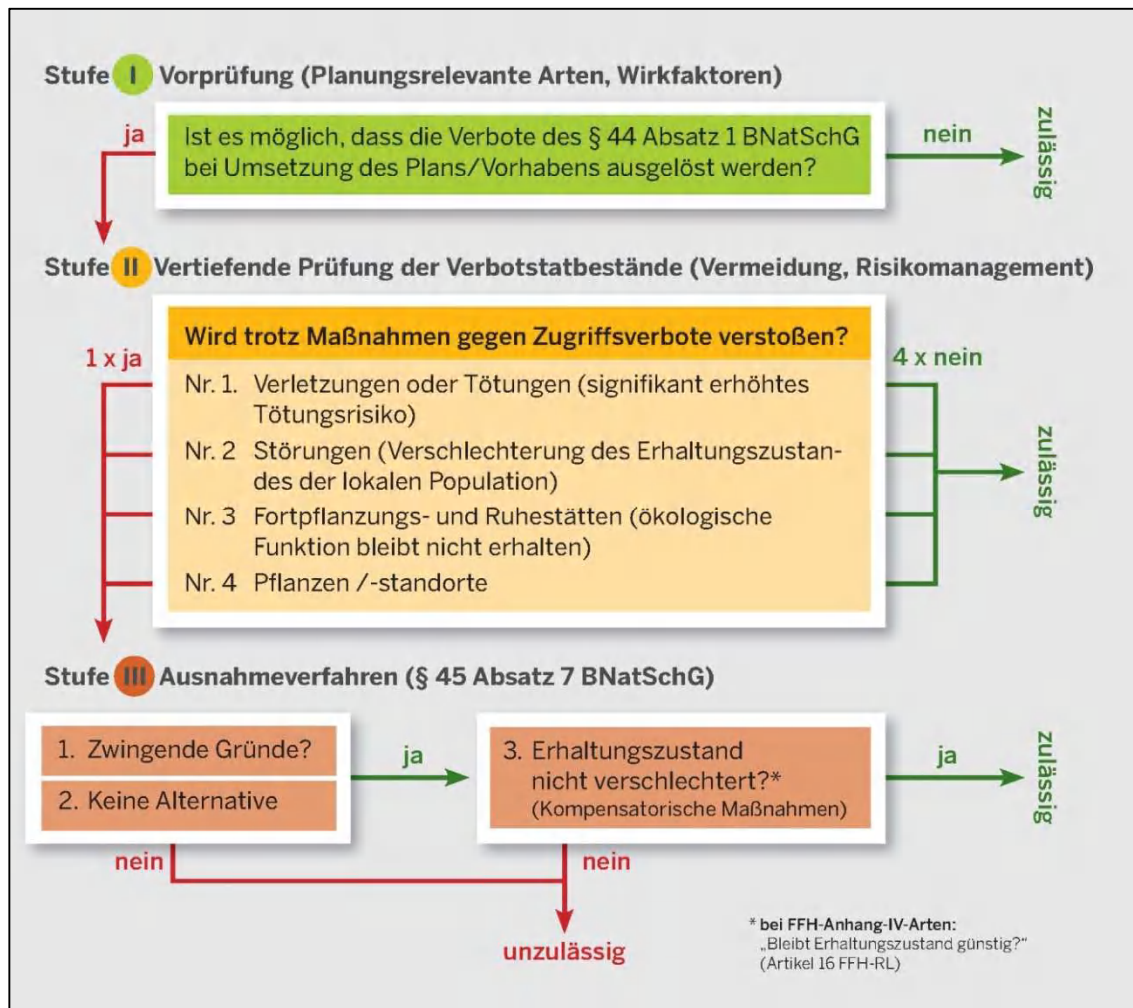 Stufe I Vorprüfung (Planungsrelevante Arten, Wirkfaktoren)
ja
Ist es möglich, dass die Verbote des § 44 Absatz 1 BNatSchG
bei Umsetzung des Plans/Vorhabens ausgelöst werden?
nein
zulässig
Stufe II Vertiefende Prüfung der Verbotstatbestände (Vermeidung, Risikomanagement)
Wird trotz Maßnahmen gegen Zugriffsverbote verstoßen?
1 x ja
4 x nein
Nr. 1. Verletzungen oder Tötungen (signifikant erhöhtes
Tötungsrisiko)
Nr. 2 Störungen (Verschlechterung des Erhaltungszustan-
des der lokalen Population)
Nr. 3 Fortpflanzungs- und Ruhestätten (ökologische
Funktion bleibt nicht erhalten)
Nr. 4 Pflanzen /-standorte
zulässig
Stufe III Ausnahmeverfahren (§ 45 Absatz 7 BNatSchG)
1. Zwingende Gründe?
2. Keine Alternative
ja
3. Erhaltungszustand
nicht verschlechtert?*
(Kompensatorische Maßnahmen)
ja
zulässig
nein
nein
unzulässig
* bei FFH-Anhang-IV-Arten:
„Bleibt Erhaltungszustand günstig?“
(Artikel 16 FFH-RL)